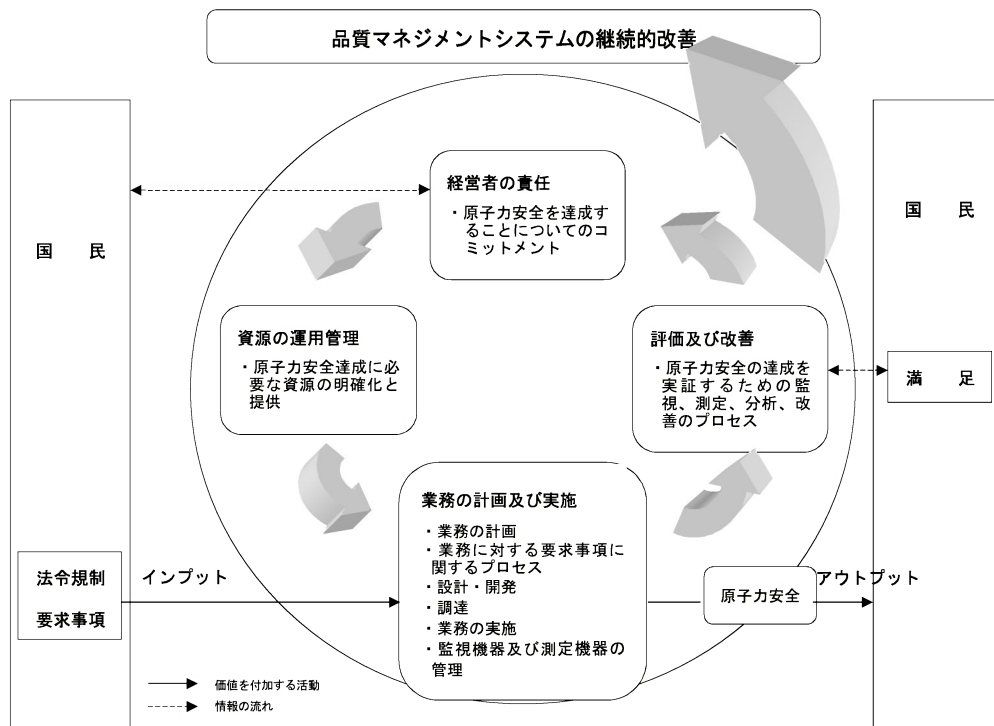 品質マネジメントシステムの継続的改善
国　　民
経営者の責任
・原子力安全を達成す
ることについてのコ
ミットメント
国　　民
資源の運用管理
・原子力安全達成に必
要な資源の明確化と
提供
評価及び改善
・原子力安全の達成を
実証するための監
視、測定、分析、改
善のプロセス
満　　足
業務の計画及び実施
・業務の計画
・業務に対する要求事項に
関するプロセス
・設計・開発
・調達
・業務の実施
・監視機器及び測定機器の
管理
法令規制
要求事項
インプット
原子力安全
アウトプット
価値を付加する活動
情報の流れ